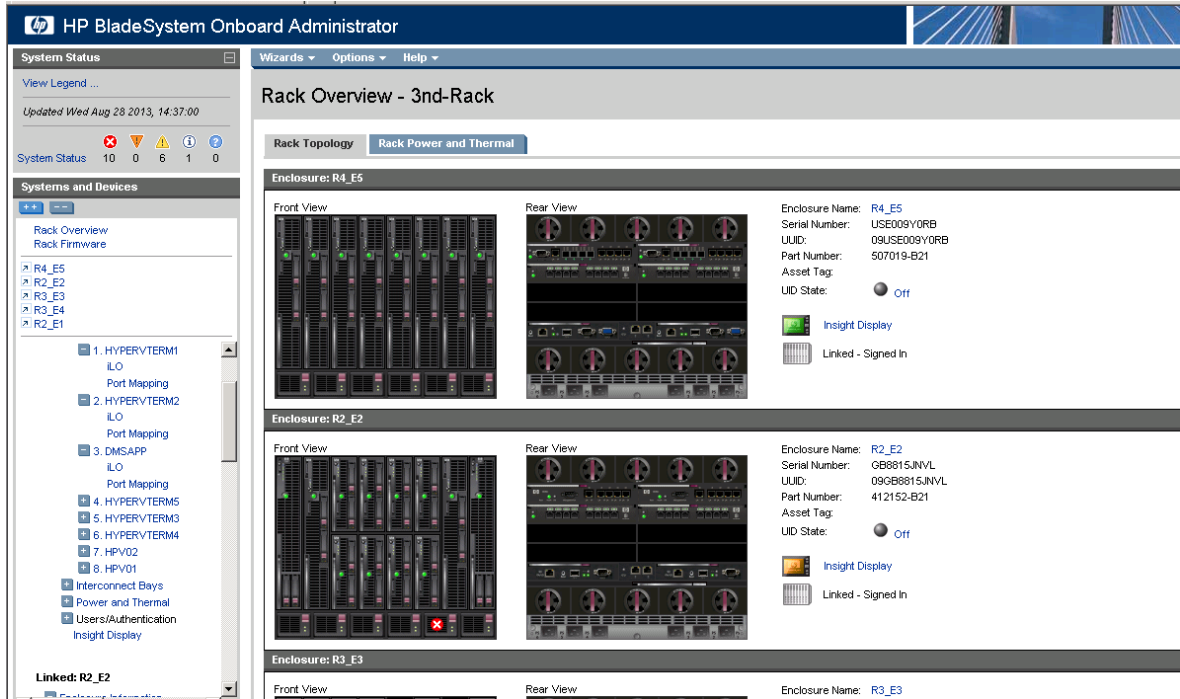 hp HP BladeSystem Onboard Administrator
System Status
View Legend ...
Updated Wed Aug 28 2013, 14:37:00
System Status 10 0 6 1 0
Systems and Devices
Rack Overview
Rack Firmware
R4_E5
R2_E2
R3_E3
R3_E4
R2_E1
1. HYPERVTERM1
iLO
Port Mapping
2. HYPERVTERM2
iLO
Port Mapping
3. DMSAPP
iLO
Port Mapping
4. HYPERVTERM5
5. HYPERVTERM3
6. HYPERVTERM4
7. HPV02
8. HPV01
Interconnect Bays
Power and Thermal
Users/Authentication
Insight Display
Linked: R2_E2
Enclosure Information
Wizards Options Help
Rack Overview - 3nd-Rack
Rack Topology Rack Power and Thermal
Enclosure: R4_E5
Front View Rear View
Enclosure Name: R4_E5
Serial Number: USE009Y0RB
UUID: 09USE009Y0RB
Part Number: 507019-B21
Asset Tag:
UID State: Off
Insight Display
Linked - Signed In
Enclosure: R2_E2
Front View Rear View
Enclosure Name: R2_E2
Serial Number: GB8815JNVL
UUID: 09GB8815JNVL
Part Number: 412152-B21
Asset Tag:
UID State: Off
Insight Display
Linked - Signed In
Enclosure: R3_E3
Front View Rear View
Enclosure Name: R3_E3